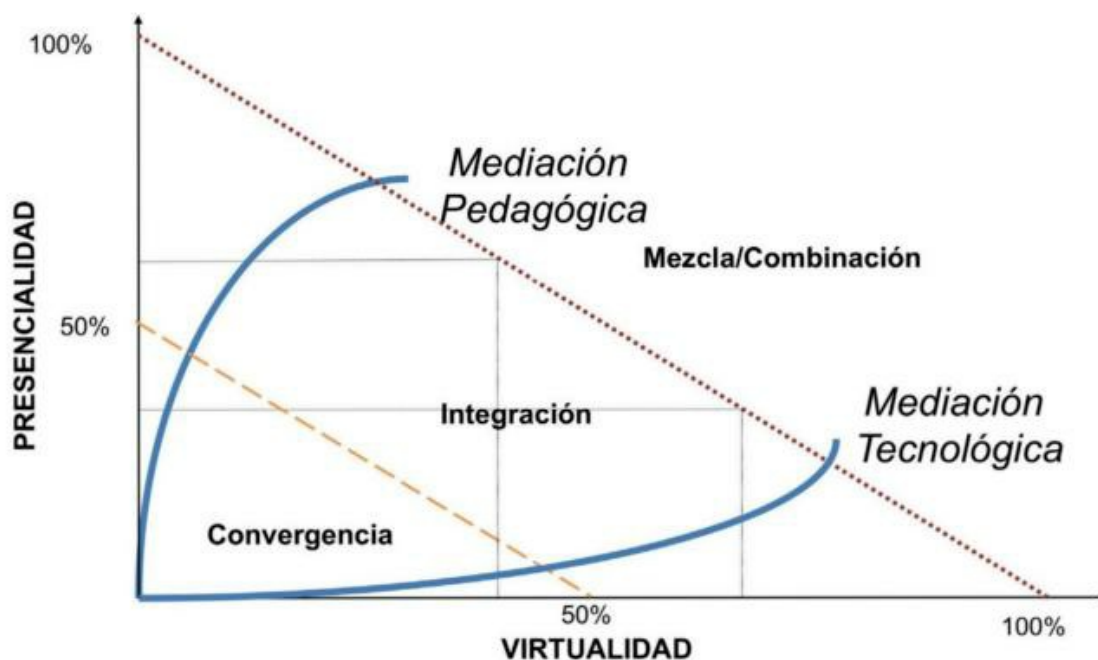 100%
Mediación
Pedagógica
Mezcla/Combinación
PRESENCIALIDAD
50%
Integración
Mediación
Tecnológica
Convergencia
50%
100%
VIRTUALIDAD